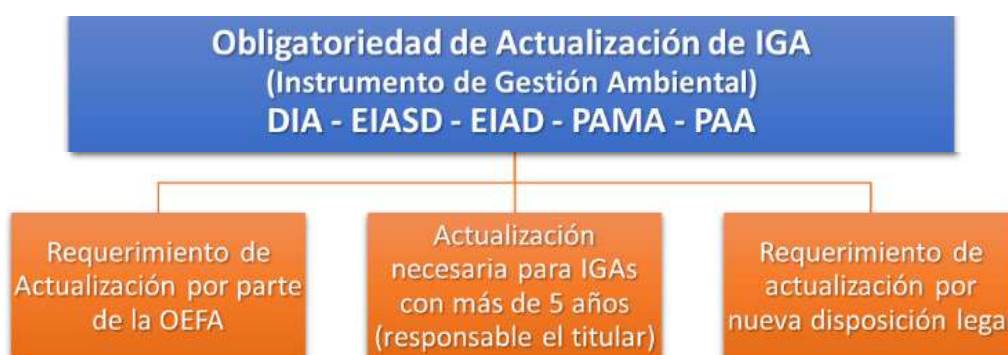 Obligatoriedad de Actualización de IGA
(Instrumento de Gestión Ambiental)
DIA - EIASD - EIAD - PAMA - PAA
Requerimiento de
Actualización por parte
de la OEFA
Actualización
necesaria para IGAs
con más de 5 años
(responsable el titular)
Requerimiento de
actualización por
nueva disposición lega